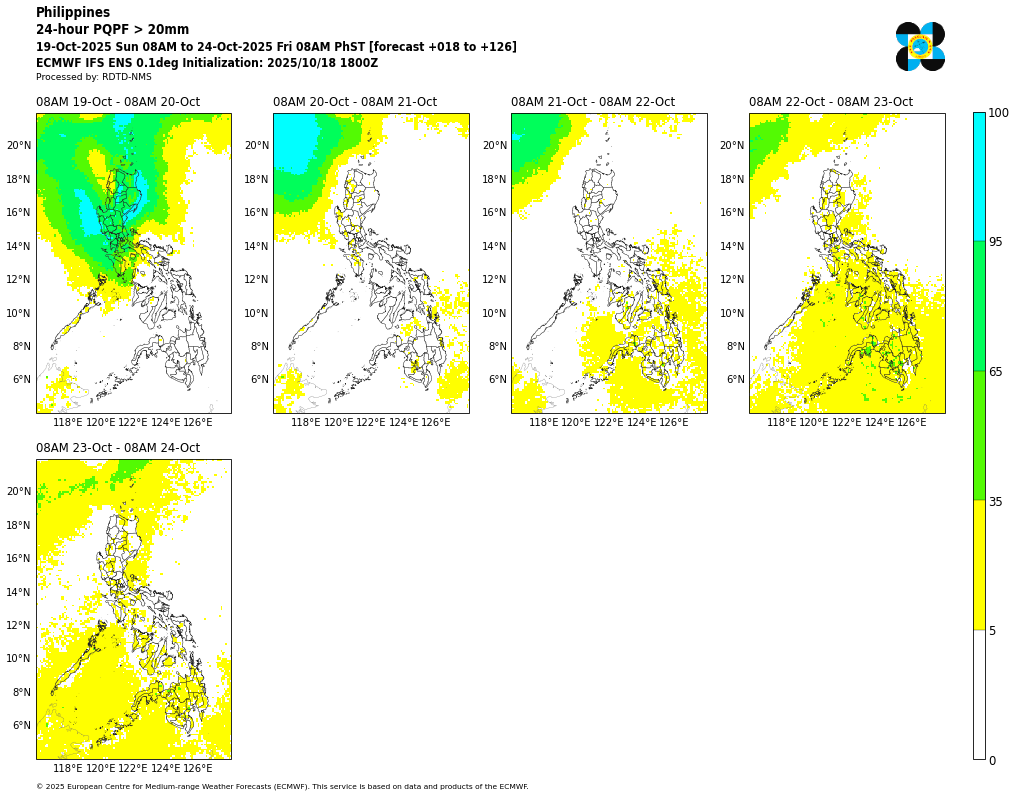 Philippines
24-hour PQPF > 20mm
19-Oct-2025 Sun 08AM to 24-Oct-2025 Fri 08AM PhST [forecast +018 to +126]
ECMWF IFS ENS 0.1deg Initialization: 2025/10/18 1800Z
Processed by: RDTD-NMS
08AM 19-Oct - 08AM 20-Oct
08AM 20-Oct - 08AM 21-Oct
08AM 21-Oct - 08AM 22-Oct
08AM 22-Oct - 08AM 23-Oct
20°N 18°N 16°N 14°N 12°N 10°N 8°N 6°N
118°E 120°E 122°E 124°E 126°E
20°N 18°N 16°N 14°N 12°N 10°N 8°N 6°N
118°E 120°E 122°E 124°E 126°E
20°N 18°N 16°N 14°N 12°N 10°N 8°N 6°N
118°E 120°E 122°E 124°E 126°E
20°N 18°N 16°N 14°N 12°N 10°N 8°N 6°N
118°E 120°E 122°E 124°E 126°E
100
95
65
35
5
0
08AM 23-Oct - 08AM 24-Oct
20°N 18°N 16°N 14°N 12°N 10°N 8°N 6°N
118°E 120°E 122°E 124°E 126°E
© 2025 European Centre for Medium-range Weather Forecasts (ECMWF). This service is based on data and products of the ECMWF.